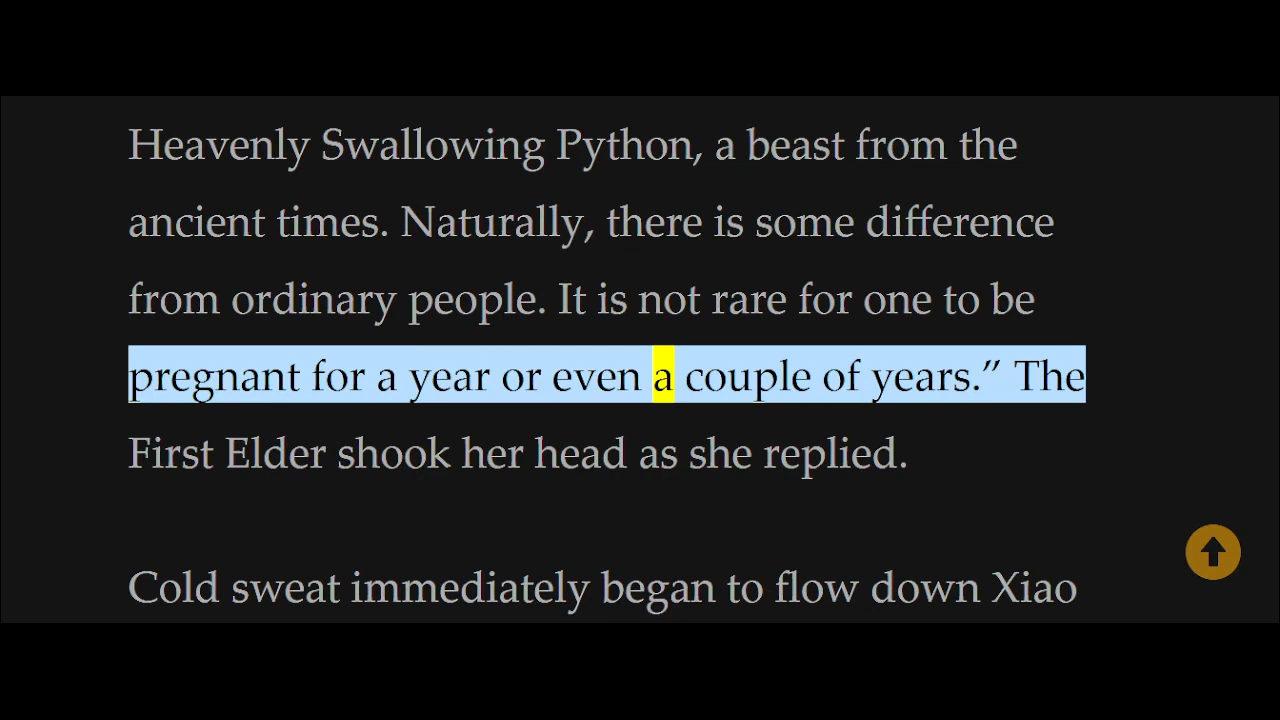 Heavenly Swallowing Python, a beast from the
ancient times. Naturally, there is some difference
from ordinary people. It is not rare for one to be
pregnant for a year or even a couple of years.” The
First Elder shook her head as she replied.
Cold sweat immediately began to flow down Xiao